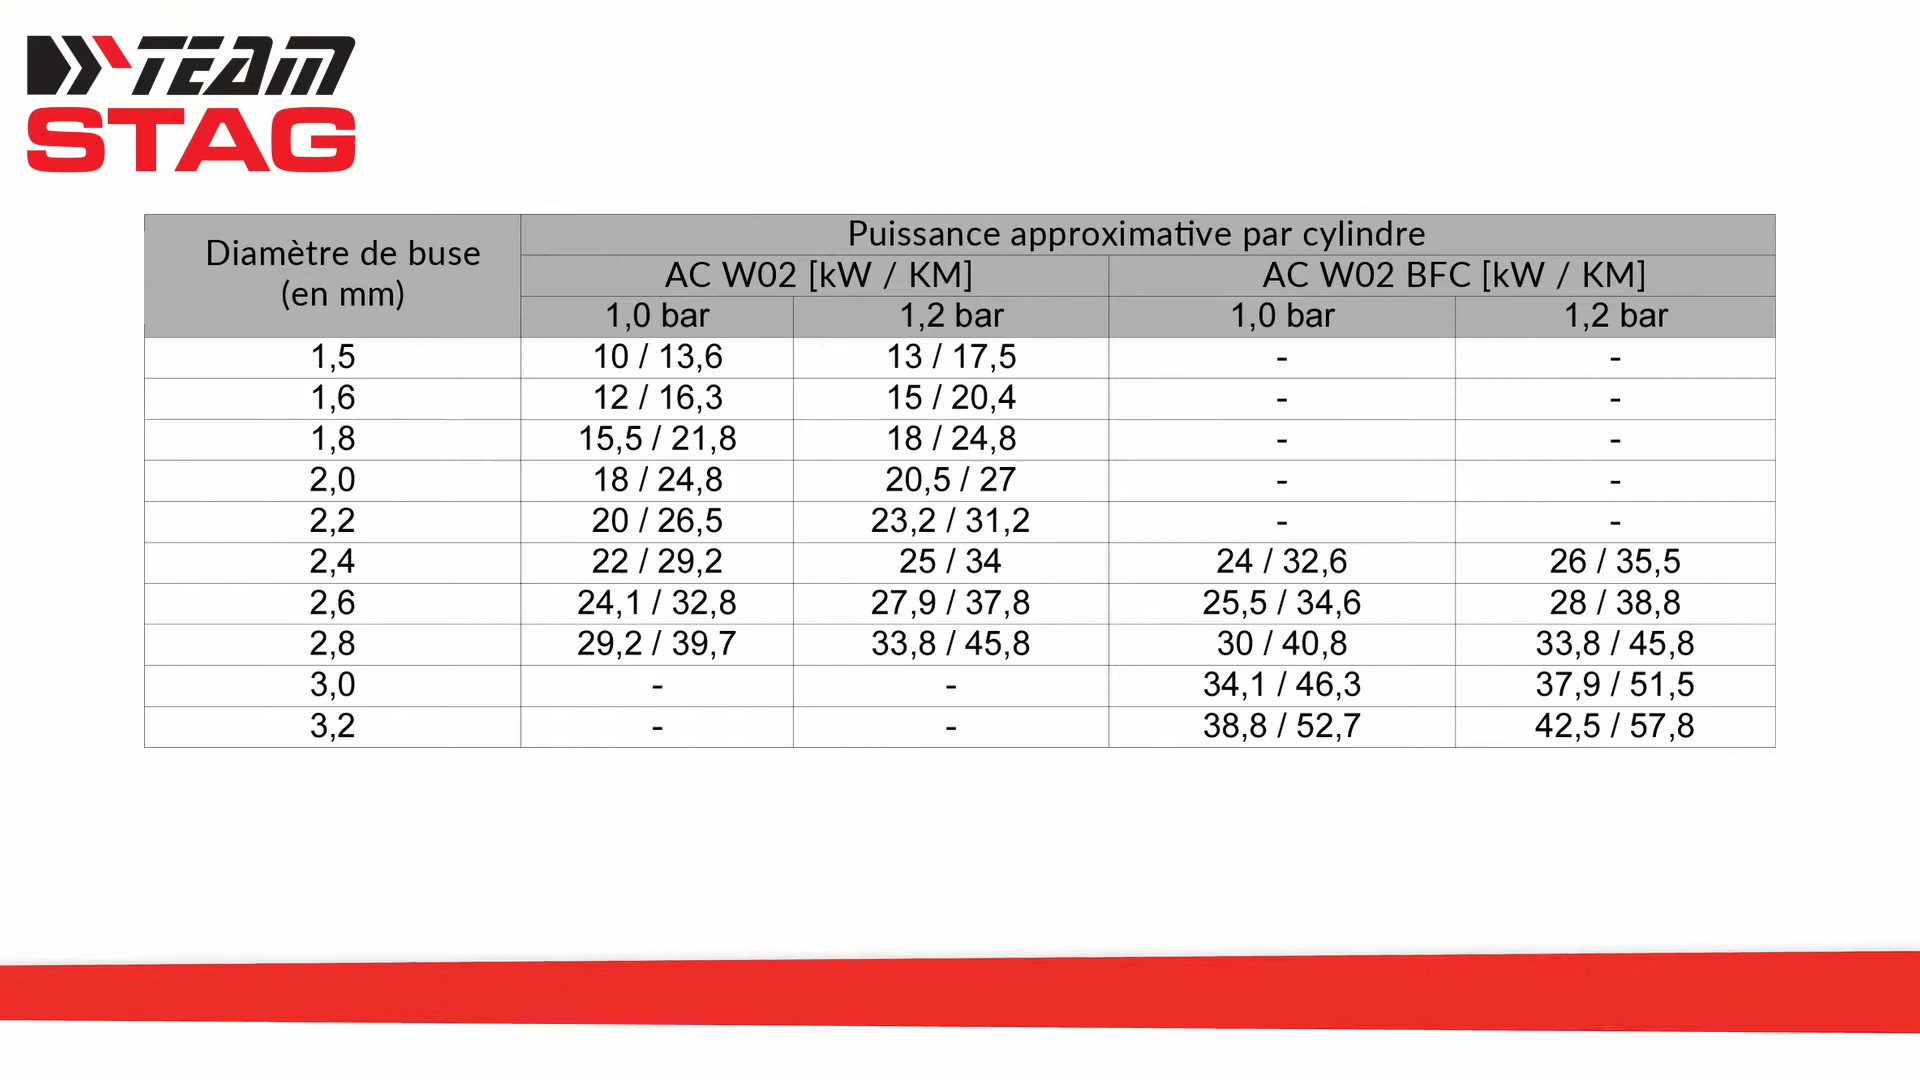 TEAM
STAG
Diamètre de buse
(en mm)
Puissance approximative par cylindre
AC W02 [kW / KM]
AC W02 BFC [kW / KM]
1,0 bar
1,2 bar
1,0 bar
1,2 bar
1,5 10 / 13,6 13 / 17,5 - -
1,6 12 / 16,3 15 / 20,4 - -
1,8 15,5 / 21,8 18 / 24,8 - -
2,0 18 / 24,8 20,5 / 27 - -
2,2 20 / 26,5 23,2 / 31,2 - -
2,4 22 / 29,2 25 / 34 24 / 32,6 26 / 35,5
2,6 24,1 / 32,8 27,9 / 37,8 25,5 / 34,6 28 / 38,8
2,8 29,2 / 39,7 33,8 / 45,8 30 / 40,8 33,8 / 45,8
3,0 - - 34,1 / 46,3 37,9 / 51,5
3,2 - - 38,8 / 52,7 42,5 / 57,8